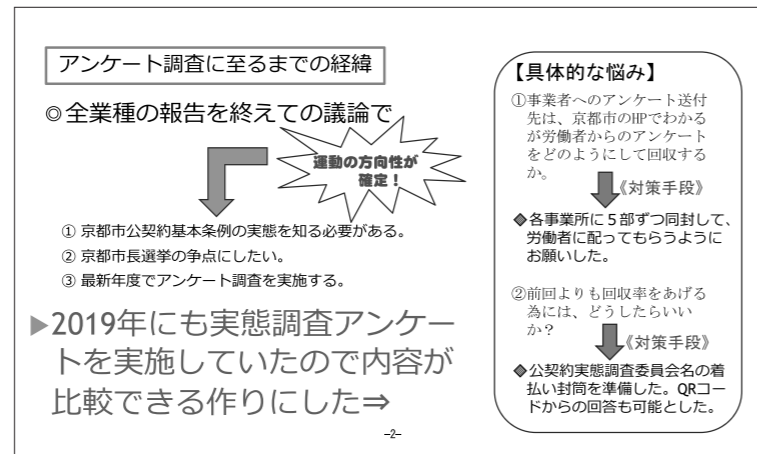 アンケート調査に至るまでの経緯
◎全業種の報告を終えての議論で
運動の方向性が
確定！
① 京都市公契約基本条例の実態を知る必要がある。
② 京都市長選挙の争点にしたい。
③ 最新年度でアンケート調査を実施する。
▶2019年にも実態調査アンケー
トを実施していたので内容が
比較できる作りにした⇒
【具体的な悩み】
①事業者へのアンケート送付
先は、京都市のHPでわかる
が労働者からのアンケート
をどのようにして回収する
か。
《対策手段》
◆各事業所に５部ずつ同封して、
労働者に配ってもらうように
お願いした。
②前回よりも回収率をあげる
為には、どうしたらいい
か？
《対策手段》
◆公契約実態調査委員会名の着
払い封筒を準備した。QRコー
ドからの回答も可能とした。
–2–